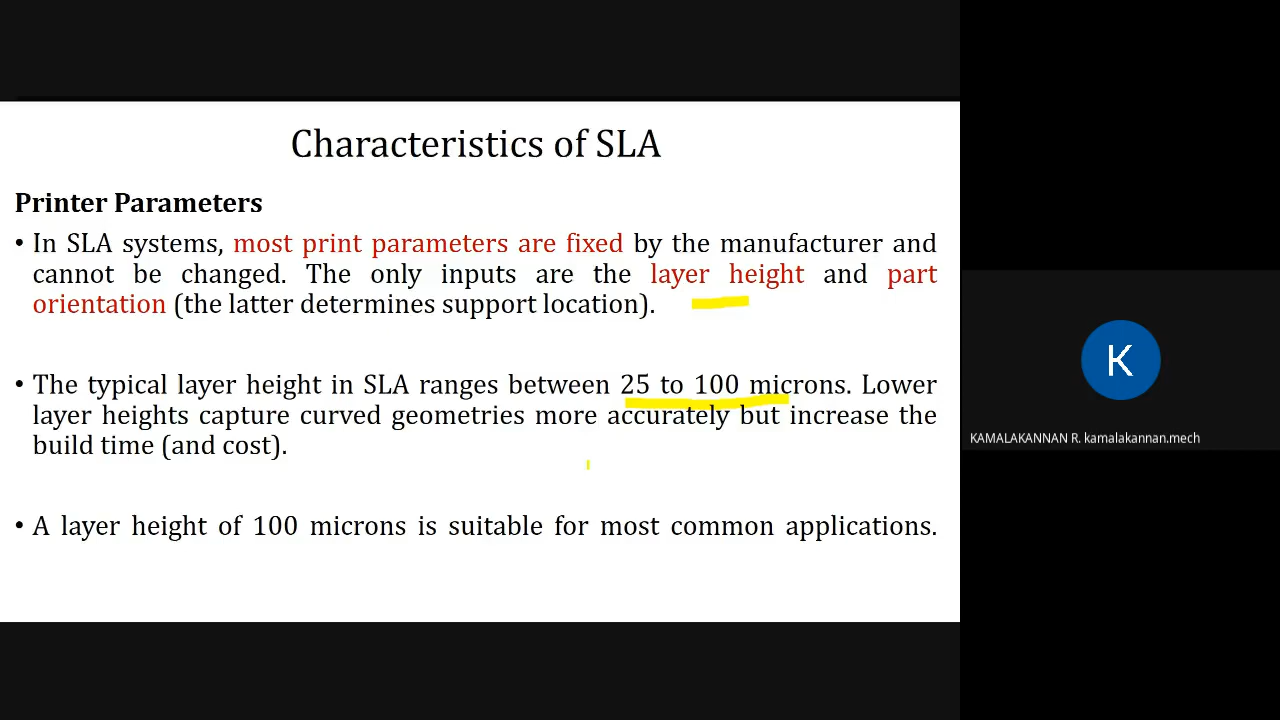 Characteristics of SLA
Printer Parameters
• In SLA systems, most print parameters are fixed by the manufacturer and
cannot be changed. The only inputs are the layer height and part
orientation (the latter determines support location).
• The typical layer height in SLA ranges between 25 to 100 microns. Lower
layer heights capture curved geometries more accurately but increase the
build time (and cost).
• A layer height of 100 microns is suitable for most common applications.
K
KAMALAKANNAN R. kamalakannan.mech